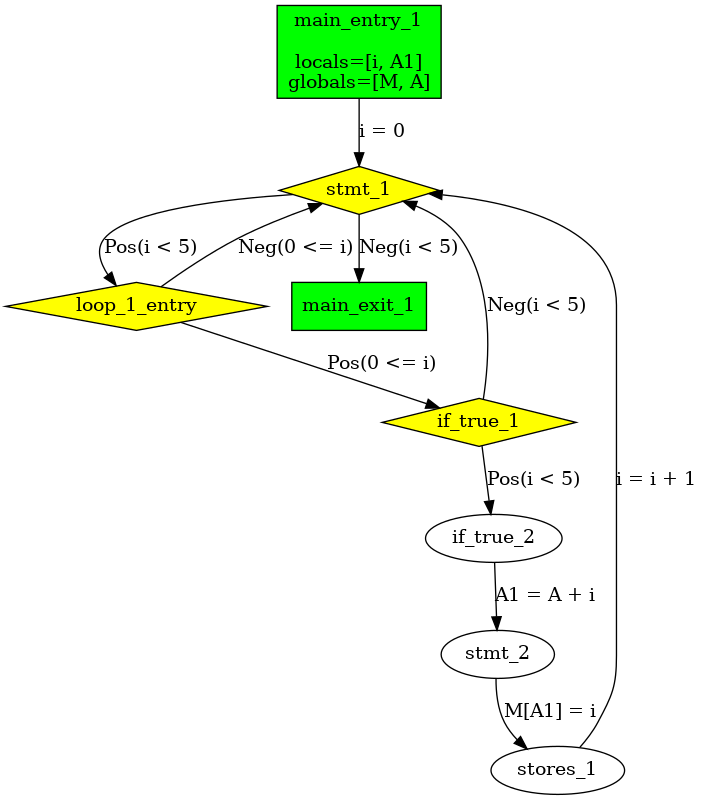 main_entry_1
locals=[i, A1]
globals=[M, A]
i = 0
stmt_1
Pos(i < 5)
Neg(0 <= i)
Neg(i < 5)
loop_1_entry
main_exit_1
Neg(i < 5)
Pos(0 <= i)
if_true_1
Pos(i < 5)
i = i + 1
if_true_2
A1 = A + i
stmt_2
M[A1] = i
stores_1